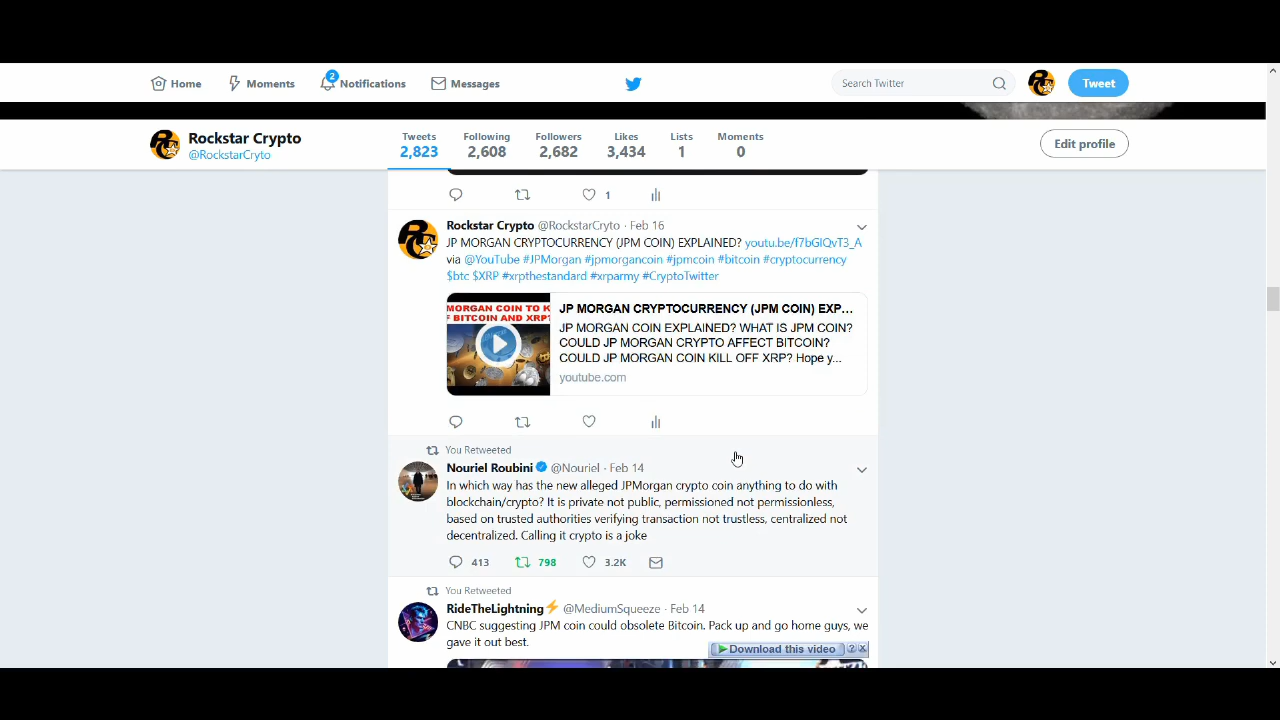 Home
Moments
2
Notifications
Messages
Search Twitter
Tweet
Rockstar Crypto
@RockstarCryto
Tweets
2,823
Following
2,608
Followers
2,682
Likes
3,434
Lists
1
Moments
0
Edit profile
1
Rockstar Crypto @RockstarCryto · Feb 16
JP MORGAN CRYPTOCURRENCY (JPM COIN) EXPLAINED? youtu.be/f7bGlQvT3_A
via @YouTube #JPMorgan #jpmorgancoin #jpmcoin #bitcoin #cryptocurrency
$btc $XRP #xrpthestandard #xrparmy #CryptoTwitter
MORGAN COIN TO K
F BITCOIN AND XRP?
JP MORGAN CRYPTOCURRENCY (JPM COIN) EXP...
JP MORGAN COIN EXPLAINED? WHAT IS JPM COIN?
COULD JP MORGAN CRYPTO AFFECT BITCOIN?
COULD JP MORGAN COIN KILL OFF XRP? Hope y...
youtube.com
You Retweeted
Nouriel Roubini @Nouriel · Feb 14
In which way has the new alleged JPMorgan crypto coin anything to do with
blockchain/crypto? It is private not public, permissioned not permissionless,
based on trusted authorities verifying transaction not trustless, centralized not
decentralized. Calling it crypto is a joke
413
798
3.2K
You Retweeted
RideTheLightning⚡ @MediumSqueeze · Feb 14
CNBC suggesting JPM coin could obsolete Bitcoin. Pack up and go home guys, we
gave it out best.
Download this video ? X